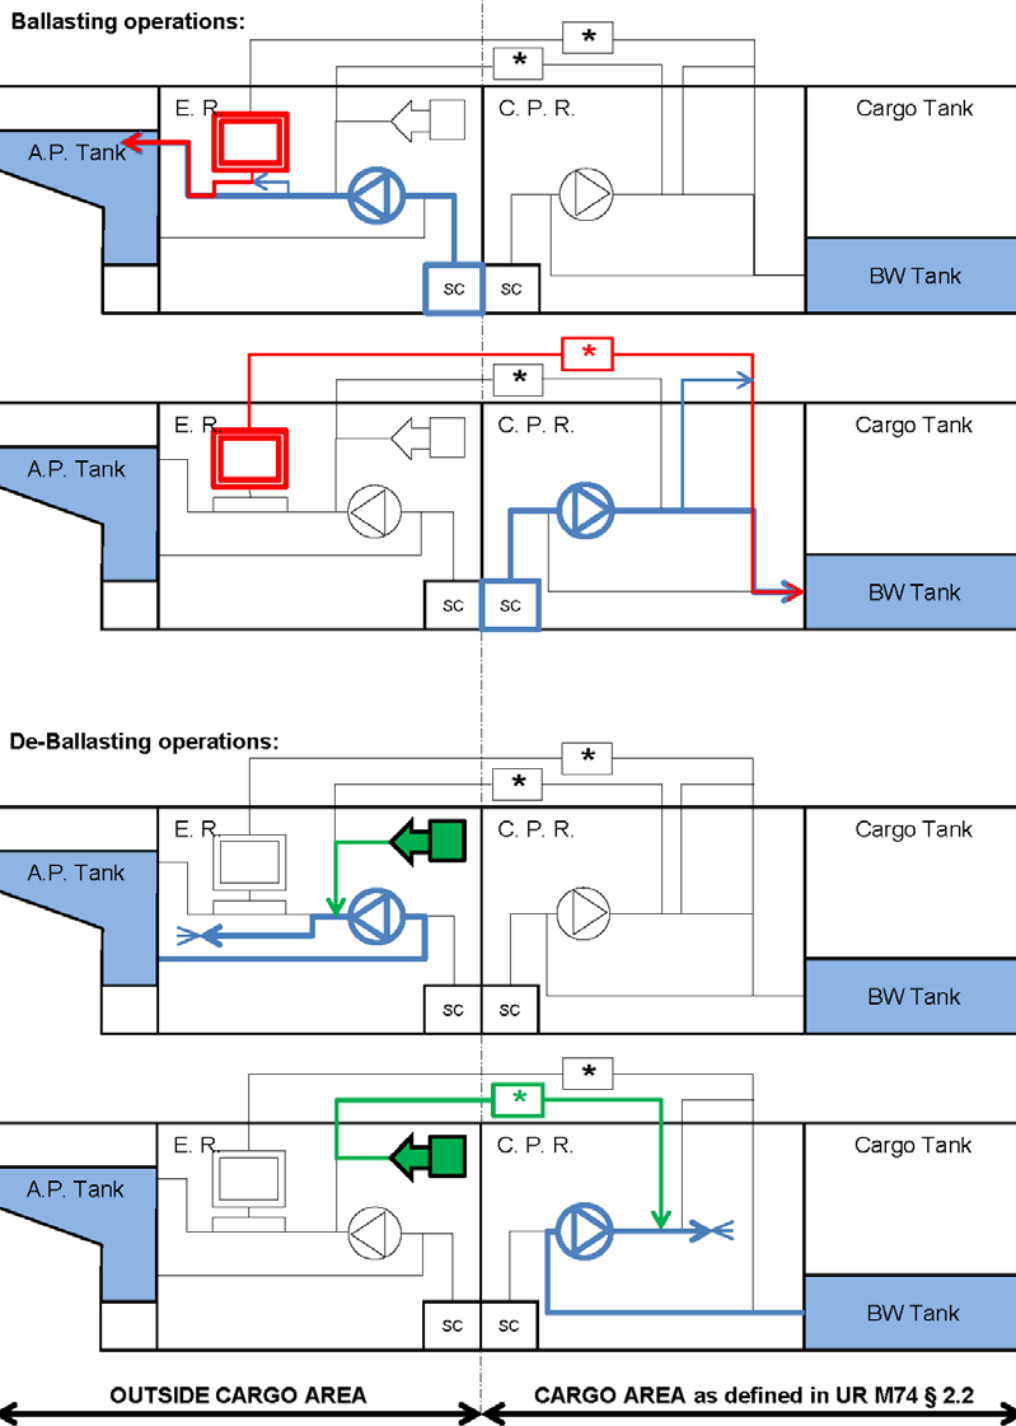 Ballasting operations:
*
*
E. R.
C. P. R.
Cargo Tank
A.P. Tank
BW Tank
SC
SC
*
*
E. R.
C. P. R.
Cargo Tank
A.P. Tank
BW Tank
SC
SC
De-Ballasting operations:
*
*
E. R.
C. P. R.
Cargo Tank
A.P. Tank
BW Tank
SC
SC
*
*
E. R.
C. P. R.
Cargo Tank
A.P. Tank
BW Tank
SC
SC
OUTSIDE CARGO AREA
CARGO AREA as defined in UR M74 § 2.2